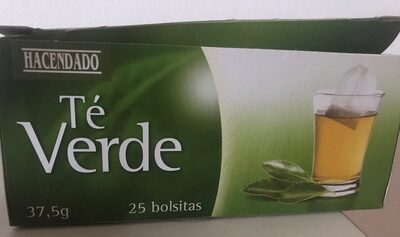 HACENDADO
Té
Verde
37,5g 25 bolsitas